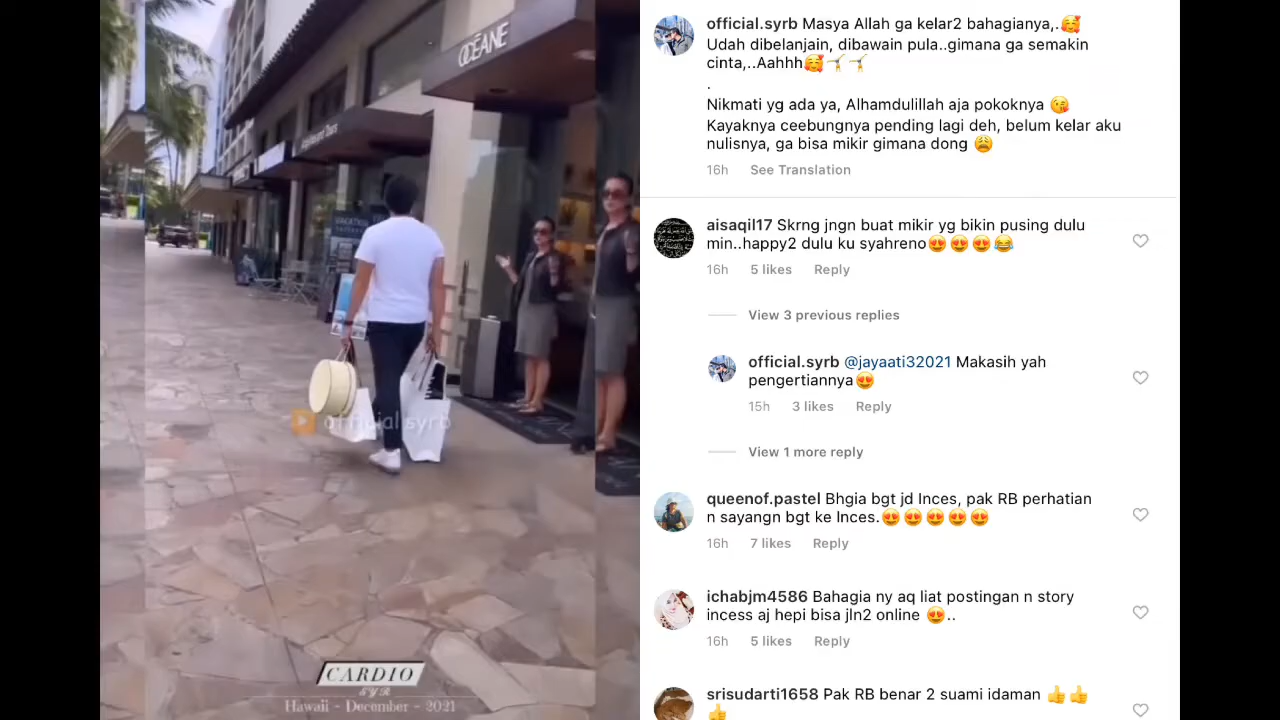 OCÉANE
official.syrb
CARDIO
SYR
Hawaii - December - 2021
official.syrb Masya Allah ga kelar2 bahagianya,.🥰
Udah dibelanjain, dibawain pula..gimana ga semakin
cinta,..Aahhh🥰🤸🤸
.
Nikmati yg ada ya, Alhamdulillah aja pokoknya 😘
Kayaknya ceebungnya pending lagi deh, belum kelar aku
nulisnya, ga bisa mikir gimana dong 😩
16h See Translation
aisaqil17 Skrng jngn buat mikir yg bikin pusing dulu
min..happy2 dulu ku syahreno😍😍😍😂
16h 5 likes Reply
View 3 previous replies
official.syrb @jayaati32021 Makasih yah
pengertiannya😍
15h 3 likes Reply
View 1 more reply
queenof.pastel Bhgia bgt jd Inces, pak RB perhatian
n sayangn bgt ke Inces.😍😍😍😍😍
16h 7 likes Reply
ichabjm4586 Bahagia ny aq liat postingan n story
incess aj hepi bisa jln2 online 😍..
16h 5 likes Reply
srisudarti1658 Pak RB benar 2 suami idaman 👍👍
👍